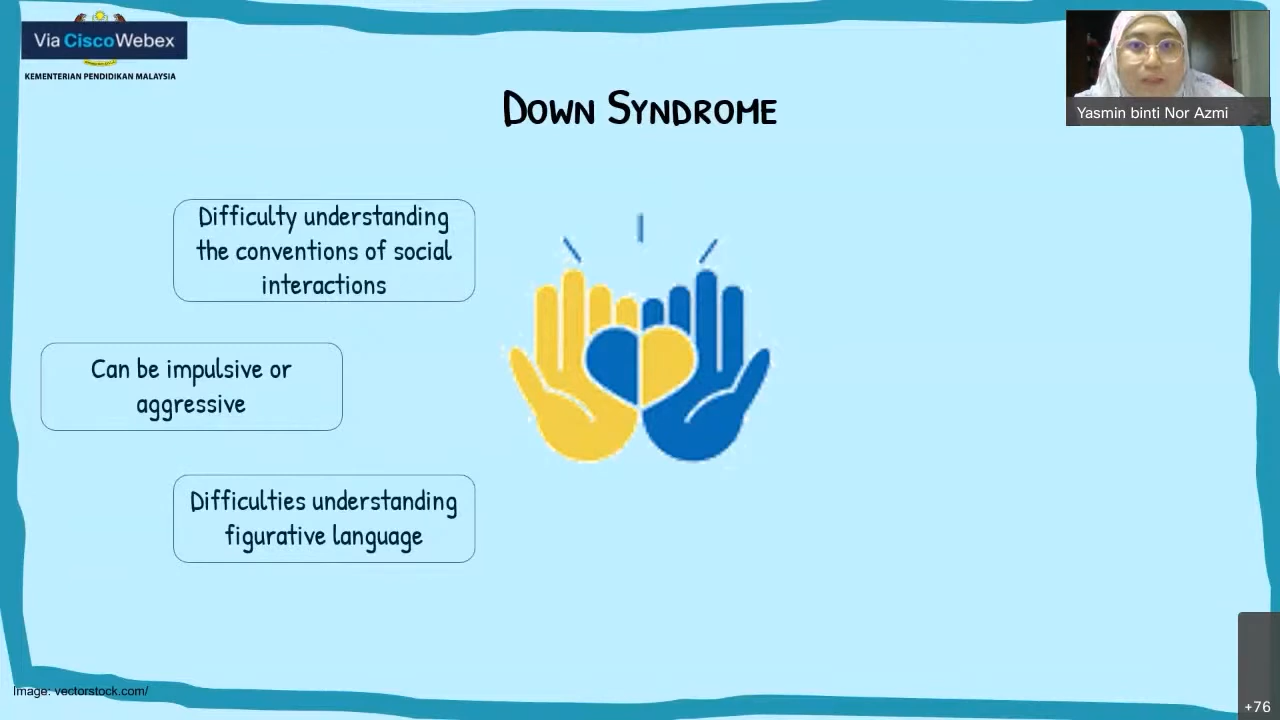 Via CiscoWebex
KEMENTERIAN PENDIDIKAN MALAYSIA
Yasmin binti Nor Azmi
DOWN SYNDROME
Difficulty understanding
the conventions of social
interactions
Can be impulsive or
aggressive
Difficulties understanding
figurative language
Image: vectorstock.com/
+76